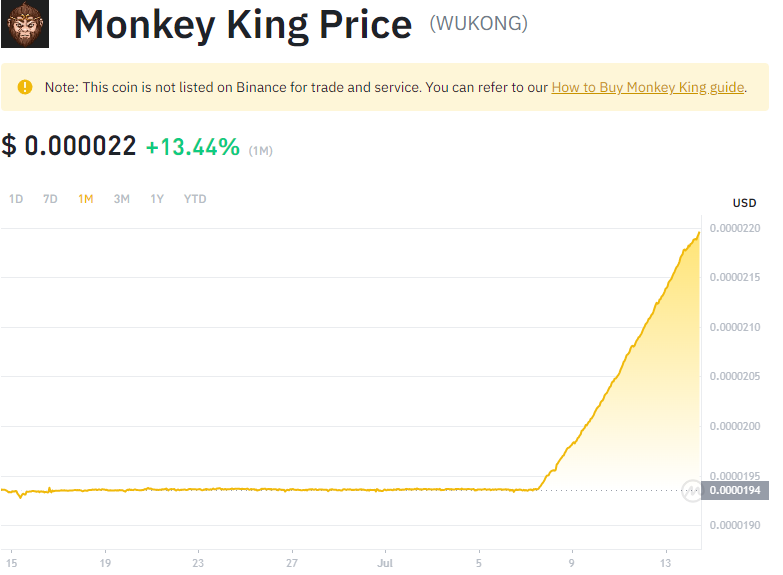 Monkey King Price (WUKONG)
Note: This coin is not listed on Binance for trade and service. You can refer to our How to Buy Monkey King guide.
$ 0.000022 +13.44% (1M)
1D 7D 1M 3M 1Y YTD
USD
0.0000220
0.0000215
0.0000210
0.0000205
0.0000200
0.0000195
0.0000194
0.0000190
15 19 23 27 Jul 5 9 13